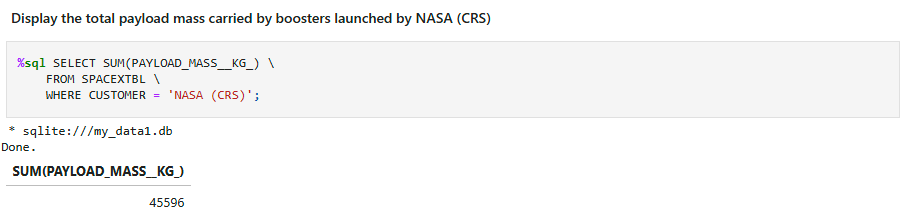 Display the total payload mass carried by boosters launched by NASA (CRS)
%sql SELECT SUM(PAYLOAD_MASS__KG_) \
FROM SPACEXTBL \
WHERE CUSTOMER = 'NASA (CRS)';
* sqlite:///my_data1.db
Done.
SUM(PAYLOAD_MASS__KG_)
45596